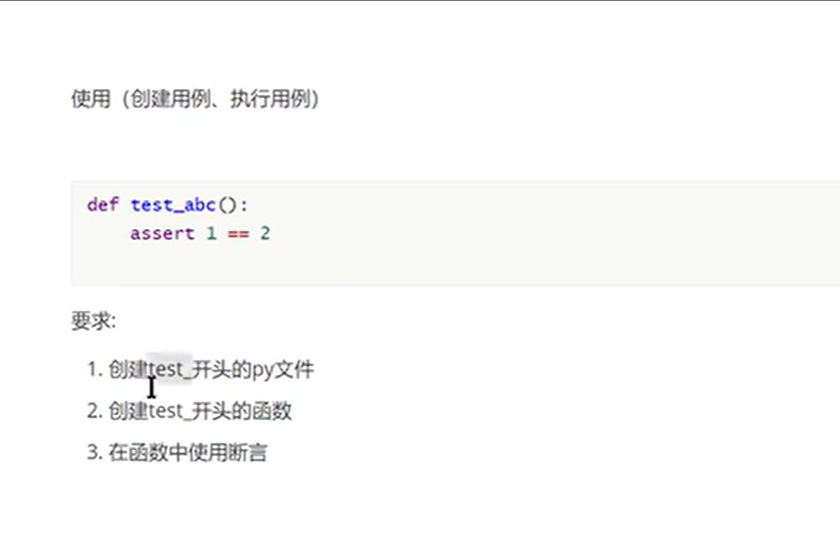 使用（创建用例、执行用例）
def test_abc():
    assert 1 == 2
要求:
1. 创建test_开头的py文件
2. 创建test_开头的函数
3. 在函数中使用断言